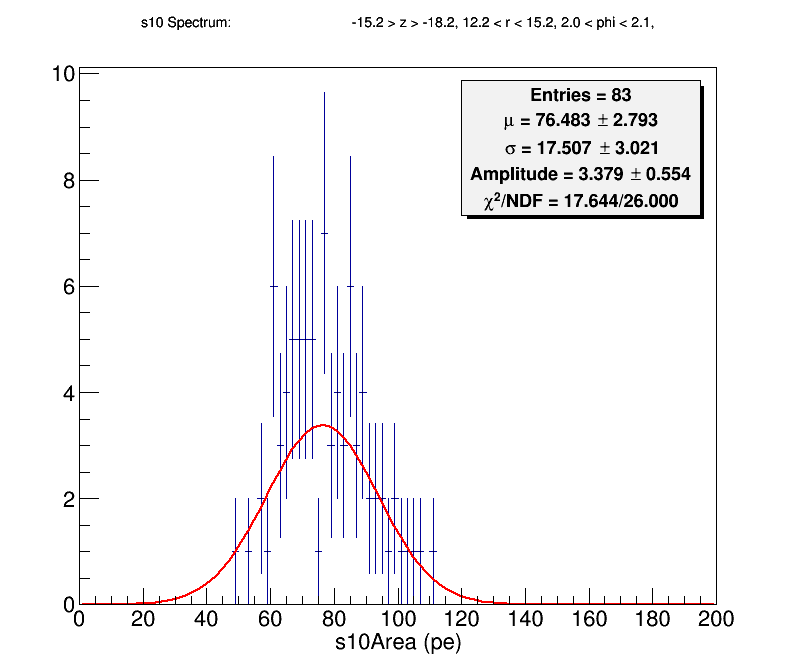 s10 Spectrum: -15.2 > z > -18.2, 12.2 < r < 15.2, 2.0 < phi < 2.1,
Entries = 83
μ = 76.483 ± 2.793
σ = 17.507 ± 3.021
Amplitude = 3.379 ± 0.554
χ²/NDF = 17.644/26.000
10
8
6
4
2
0
0 20 40 60 80 100 120 140 160 180 200
s10Area (pe)